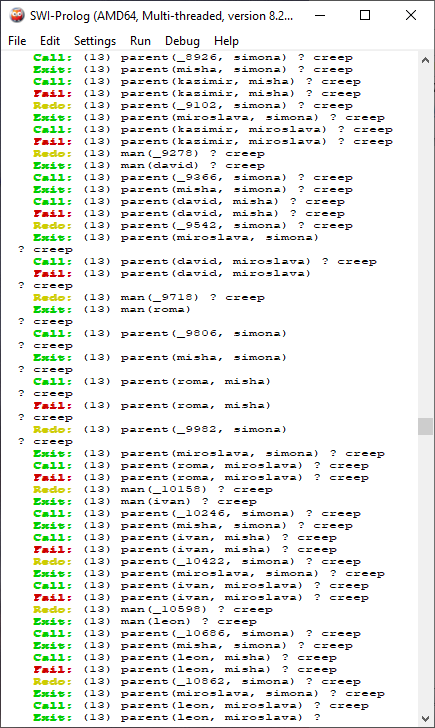 SWI-Prolog (AMD64, Multi-threaded, version 8.2...
File Edit Settings Run Debug Help
Call: (13) parent(_8926, simona) ? creep
Exit: (13) parent(misha, simona) ? creep
Call: (13) parent(kasimir, misha) ? creep
Fail: (13) parent(kasimir, misha) ? creep
Redo: (13) parent(_9102, simona) ? creep
Exit: (13) parent(miroslava, simona) ? creep
Call: (13) parent(kasimir, miroslava) ? creep
Fail: (13) parent(kasimir, miroslava) ? creep
Redo: (13) man(_9278) ? creep
Exit: (13) man(david) ? creep
Call: (13) parent(_9366, simona) ? creep
Exit: (13) parent(misha, simona) ? creep
Call: (13) parent(david, misha) ? creep
Fail: (13) parent(david, misha) ? creep
Redo: (13) parent(_9542, simona) ? creep
Exit: (13) parent(miroslava, simona)
? creep
Call: (13) parent(david, miroslava) ? creep
Fail: (13) parent(david, miroslava)
? creep
Redo: (13) man(_9718) ? creep
Exit: (13) man(roma)
? creep
Call: (13) parent(_9806, simona)
? creep
Exit: (13) parent(misha, simona)
? creep
Call: (13) parent(roma, misha)
? creep
Fail: (13) parent(roma, misha)
? creep
Redo: (13) parent(_9982, simona)
? creep
Exit: (13) parent(miroslava, simona) ? creep
Call: (13) parent(roma, miroslava) ? creep
Fail: (13) parent(roma, miroslava) ? creep
Redo: (13) man(_10158) ? creep
Exit: (13) man(ivan) ? creep
Call: (13) parent(_10246, simona) ? creep
Exit: (13) parent(misha, simona) ? creep
Call: (13) parent(ivan, misha) ? creep
Fail: (13) parent(ivan, misha) ? creep
Redo: (13) parent(_10422, simona) ? creep
Exit: (13) parent(miroslava, simona) ? creep
Call: (13) parent(ivan, miroslava) ? creep
Fail: (13) parent(ivan, miroslava) ? creep
Redo: (13) man(_10598) ? creep
Exit: (13) man(leon) ? creep
Call: (13) parent(_10686, simona) ? creep
Exit: (13) parent(misha, simona) ? creep
Call: (13) parent(leon, misha) ? creep
Fail: (13) parent(leon, misha) ? creep
Redo: (13) parent(_10862, simona) ? creep
Exit: (13) parent(miroslava, simona) ? creep
Call: (13) parent(leon, miroslava) ? creep
Fail: (13) parent(leon, miroslava) ?